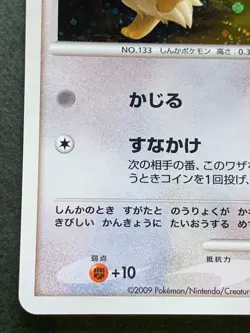 NO.133 しんかポケモン 高さ：0.3
かじる
すなかけ
次の相手の番、このワザ
うときコインを1回投げ、
しんかのとき すがたと のうりょくが か
きびしい かんきょうに たいおうする め
弱点
抵抗力
+10
©2009 Pokémon/Nintendo/Creatur